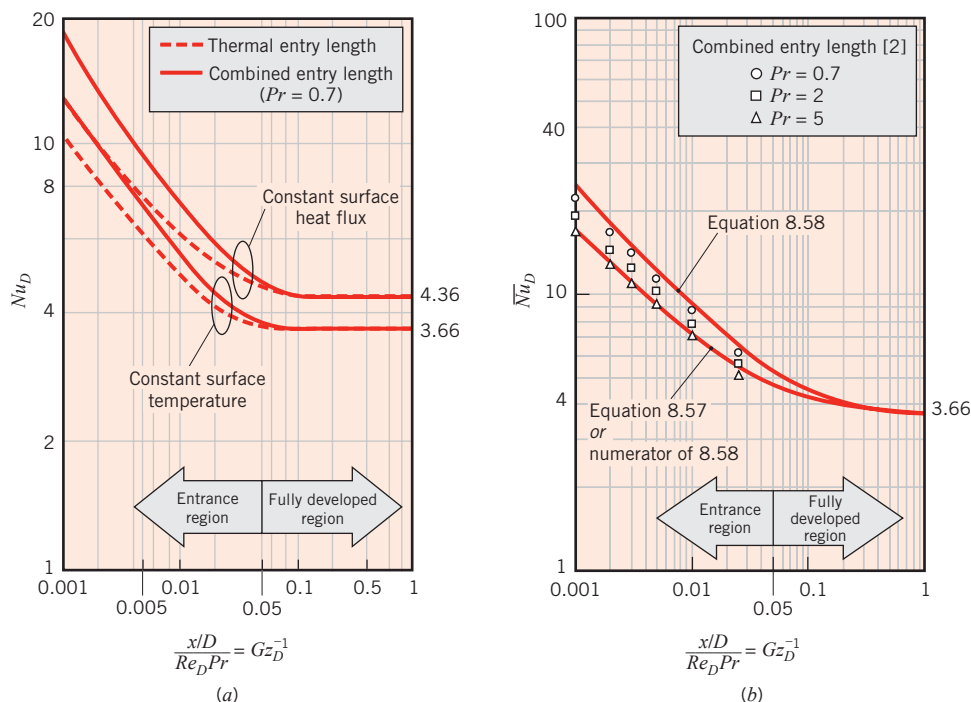 20
10
8
4
2
1
Nu_D
Thermal entry length
Combined entry length
(Pr = 0.7)
Constant surface
heat flux
Constant surface
temperature
4.36
3.66
Entrance
region
Fully developed
region
0.001
0.005
0.01
0.05
0.1
1
x/D
Re_D Pr
= Gz_D^-1
(a)
100
40
10
4
1
\overline{Nu}_D
Combined entry length [2]
Pr = 0.7
Pr = 2
Pr = 5
Equation 8.58
Equation 8.57
or
numerator of 8.58
3.66
Entrance
region
Fully
developed
region
0.001
0.01
0.05
0.1
1
x/D
Re_D Pr
= Gz_D^-1
(b)